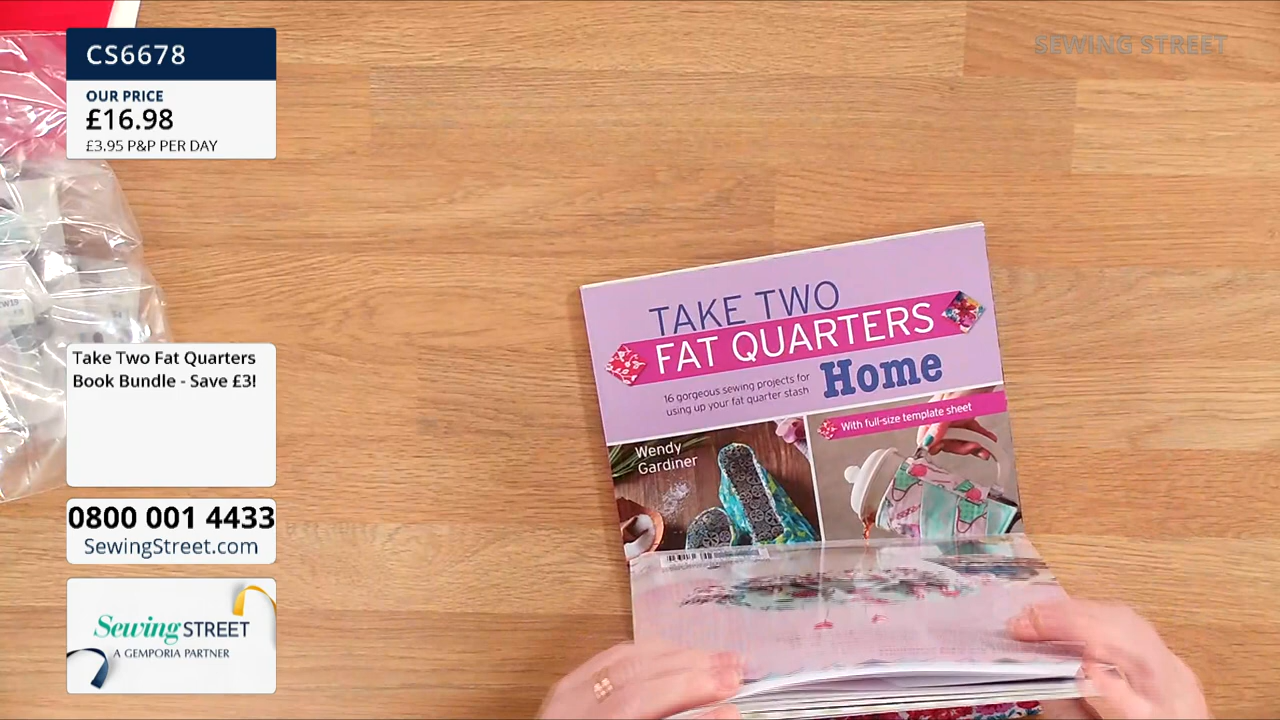 CS6678
OUR PRICE
£16.98
£3.95 P&P PER DAY
SEWING STREET
Take Two Fat Quarters
Book Bundle - Save £3!
0800 001 4433
SewingStreet.com
Sewing STREET
A GEMPORIA PARTNER
TAKE TWO
FAT QUARTERS
Home
16 gorgeous sewing projects for
using up your fat quarter stash
With full-size template sheet
Wendy
Gardiner